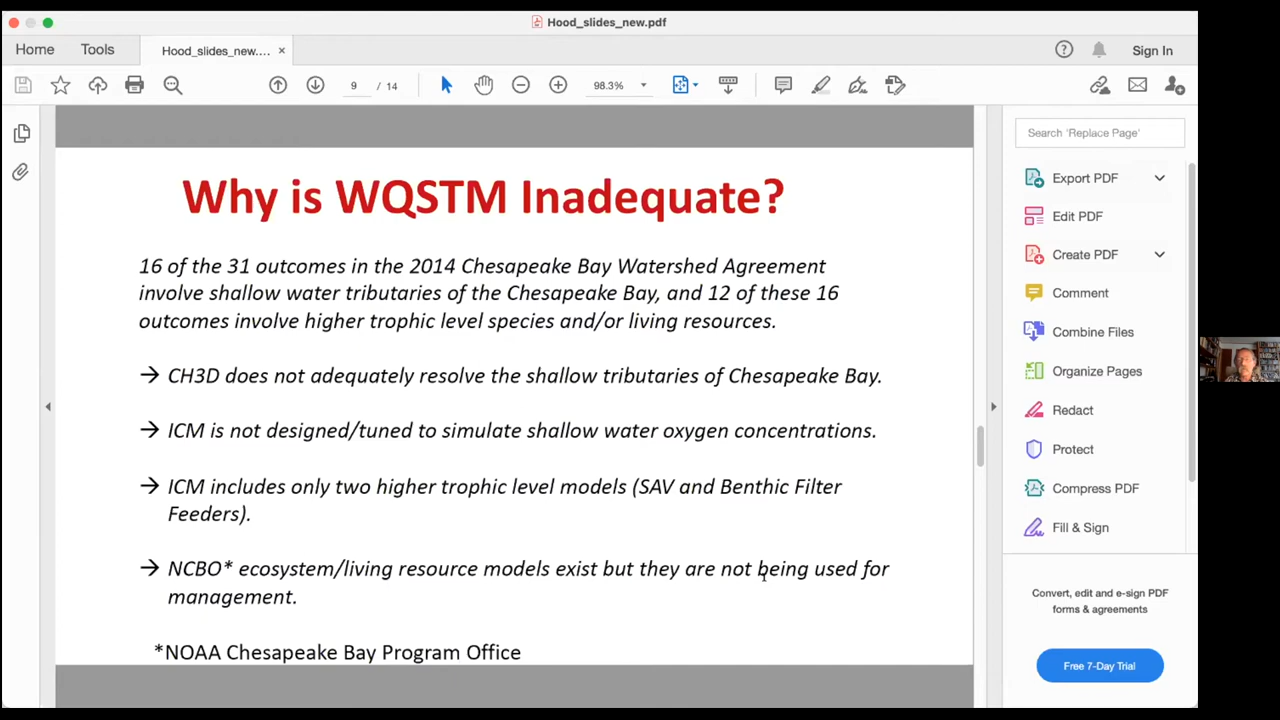 Hood_slides_new.pdf
Home
Tools
Hood_slides_new....
Sign In
9 / 14
98.3%
Why is WQSTM Inadequate?
16 of the 31 outcomes in the 2014 Chesapeake Bay Watershed Agreement
involve shallow water tributaries of the Chesapeake Bay, and 12 of these 16
outcomes involve higher trophic level species and/or living resources.
→ CH3D does not adequately resolve the shallow tributaries of Chesapeake Bay.
→ ICM is not designed/tuned to simulate shallow water oxygen concentrations.
→ ICM includes only two higher trophic level models (SAV and Benthic Filter
Feeders).
→ NCBO* ecosystem/living resource models exist but they are not being used for
management.
*NOAA Chesapeake Bay Program Office
Search 'Replace Page'
Export PDF
Edit PDF
Create PDF
Comment
Combine Files
Organize Pages
Redact
Protect
Compress PDF
Fill & Sign
Convert, edit and e-sign PDF
forms & agreements
Free 7-Day Trial